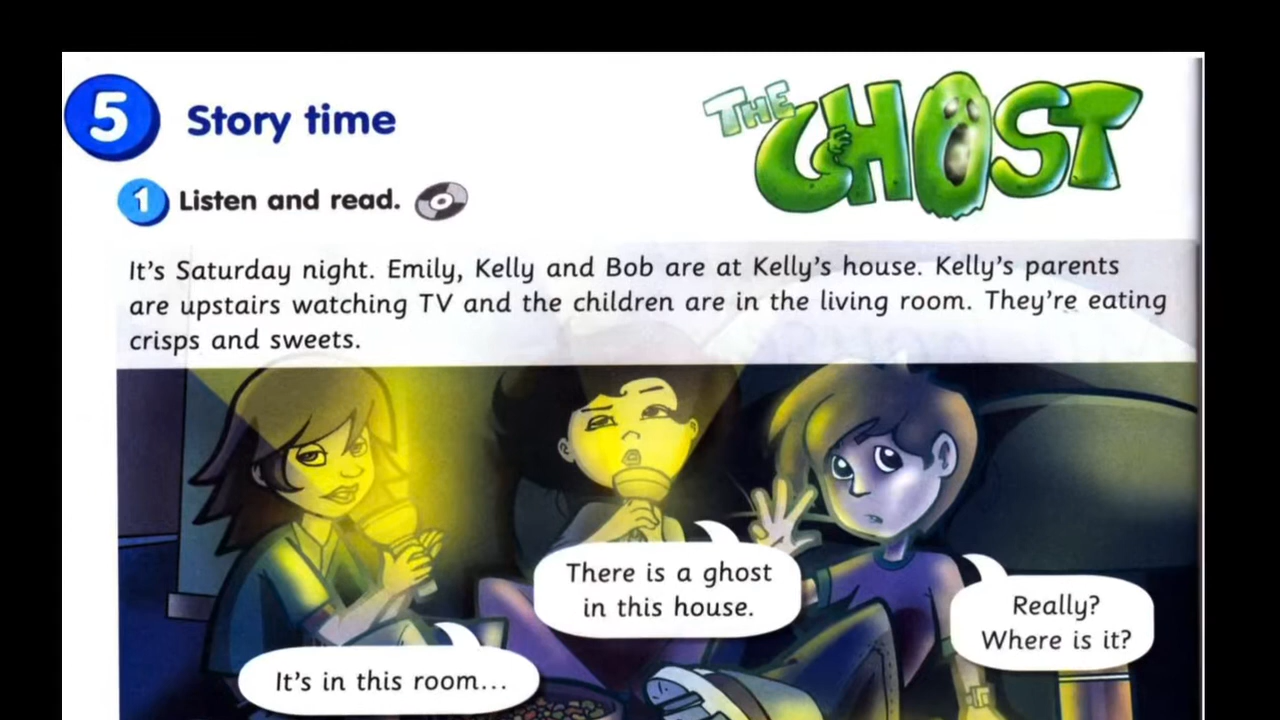 5 Story time
THE GHOST
1 Listen and read.
It's Saturday night. Emily, Kelly and Bob are at Kelly's house. Kelly's parents
are upstairs watching TV and the children are in the living room. They're eating
crisps and sweets.
There is a ghost
in this house.
Really?
Where is it?
It's in this room...